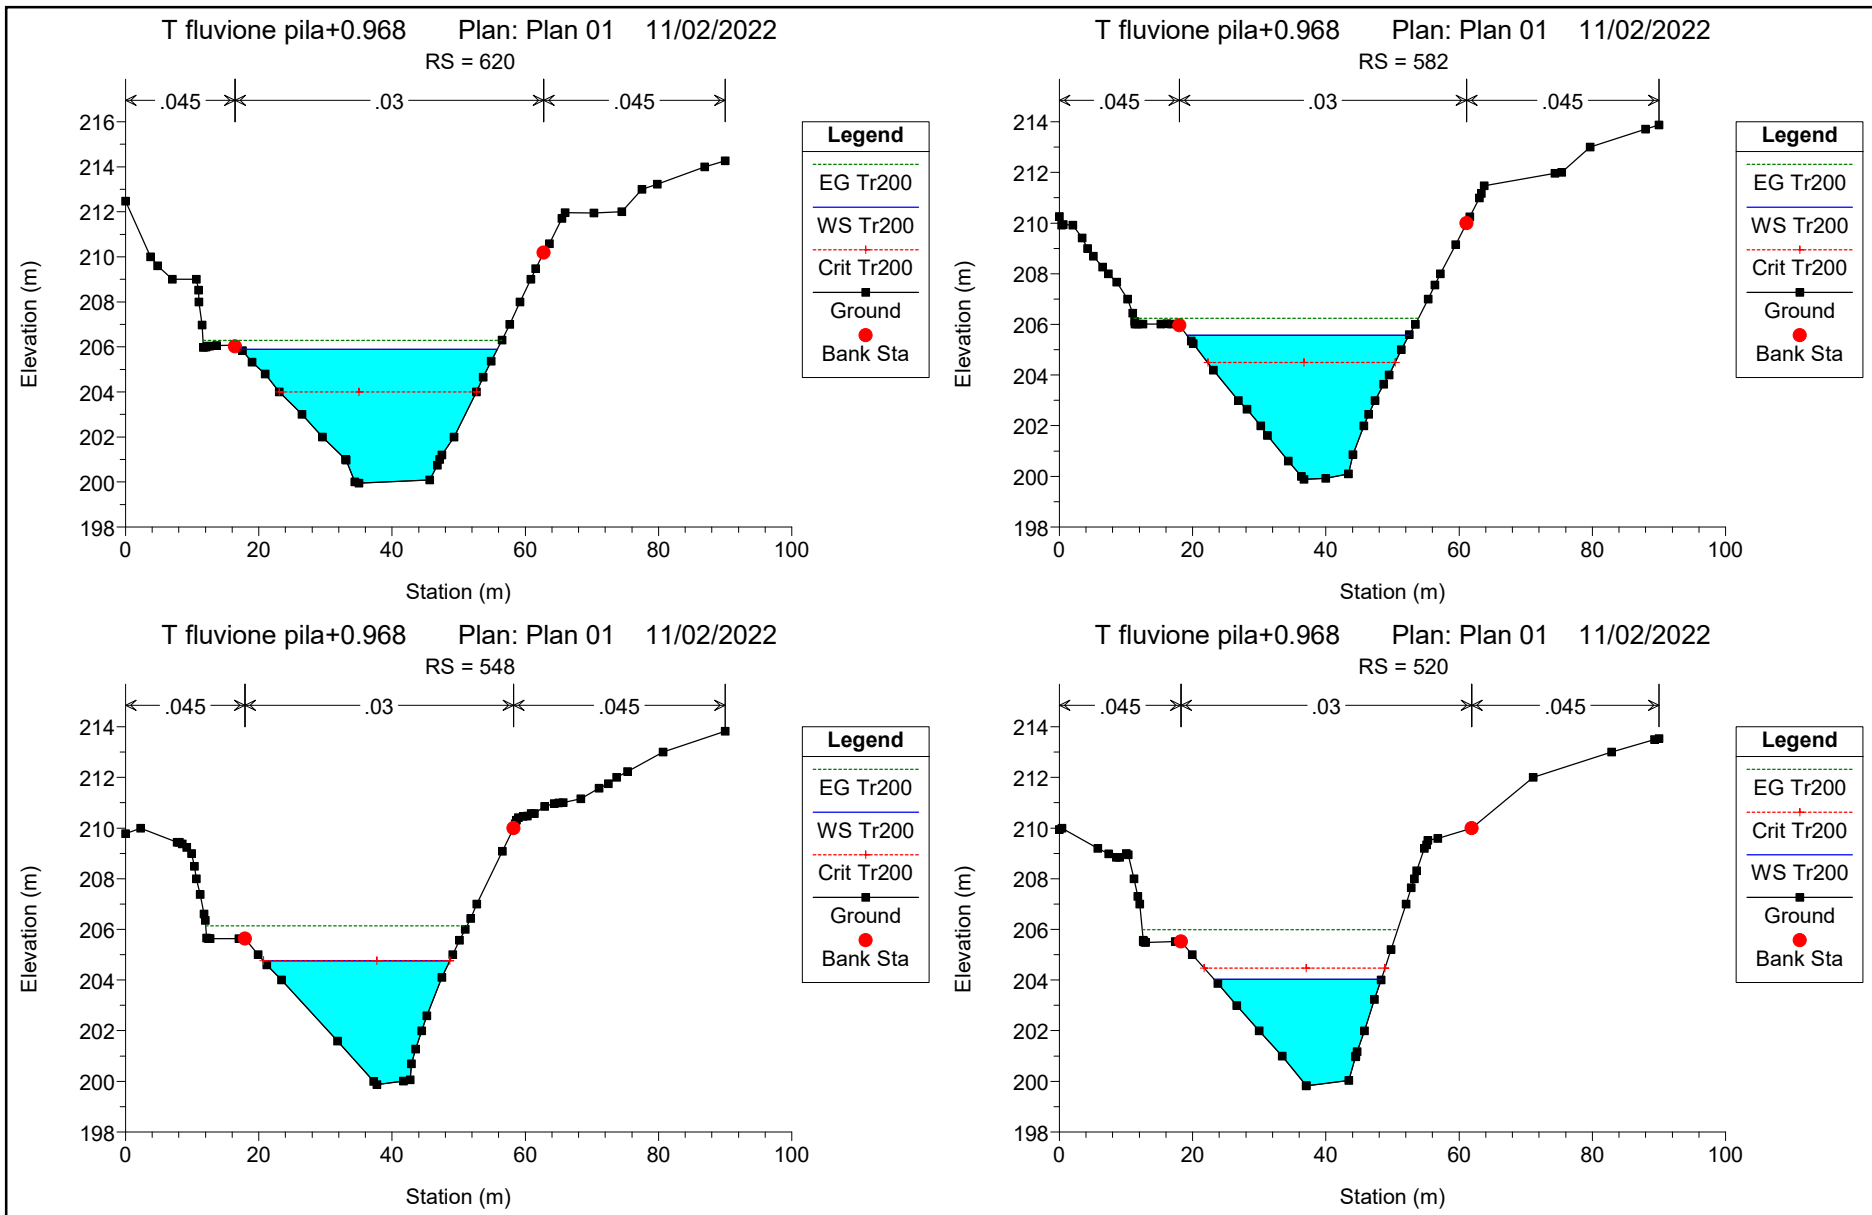 T fluvione pila+0.968 Plan: Plan 01 11/02/2022
RS = 620
.045 .03 .045
216
214
212
210
208
206
204
202
200
198
0 20 40 60 80 100
Elevation (m)
Station (m)
Legend
EG Tr200
WS Tr200
Crit Tr200
Ground
Bank Sta
T fluvione pila+0.968 Plan: Plan 01 11/02/2022
RS = 582
.045 .03 .045
214
212
210
208
206
204
202
200
198
0 20 40 60 80 100
Elevation (m)
Station (m)
Legend
EG Tr200
WS Tr200
Crit Tr200
Ground
Bank Sta
T fluvione pila+0.968 Plan: Plan 01 11/02/2022
RS = 548
.045 .03 .045
214
212
210
208
206
204
202
200
198
0 20 40 60 80 100
Elevation (m)
Station (m)
Legend
EG Tr200
WS Tr200
Crit Tr200
Ground
Bank Sta
T fluvione pila+0.968 Plan: Plan 01 11/02/2022
RS = 520
.045 .03 .045
214
212
210
208
206
204
202
200
198
0 20 40 60 80 100
Elevation (m)
Station (m)
Legend
EG Tr200
Crit Tr200
WS Tr200
Ground
Bank Sta